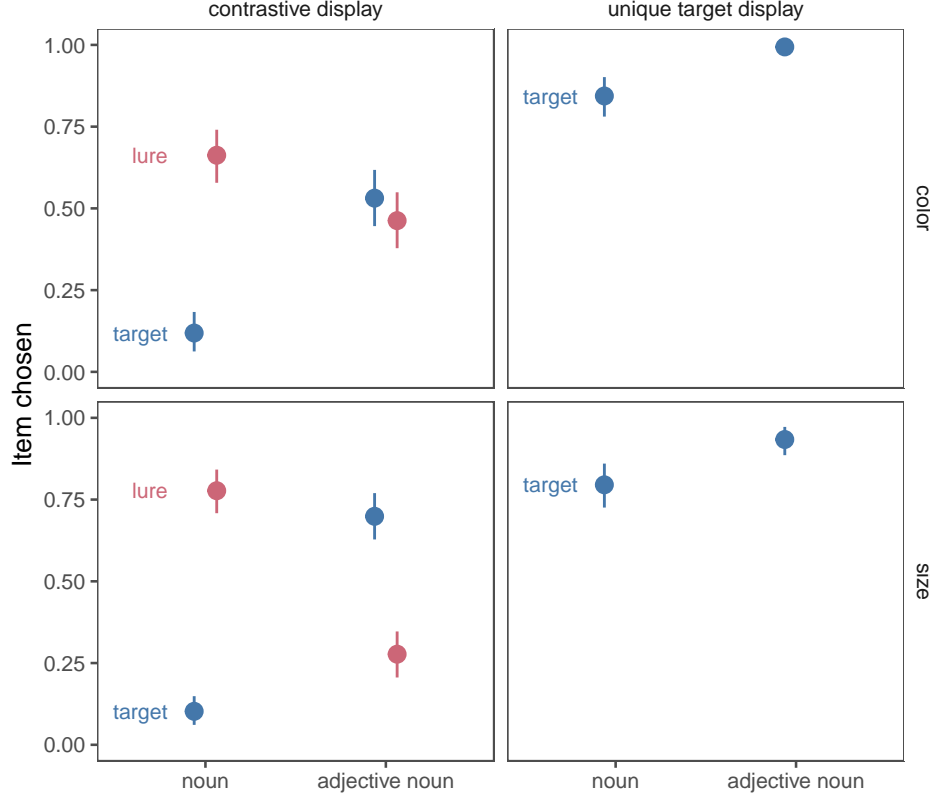 contrastive display
unique target display
Item chosen
1.00
0.75
0.50
0.25
0.00
lure
target
target
color
1.00
0.75
0.50
0.25
0.00
lure
target
target
size
noun
adjective noun
noun
adjective noun